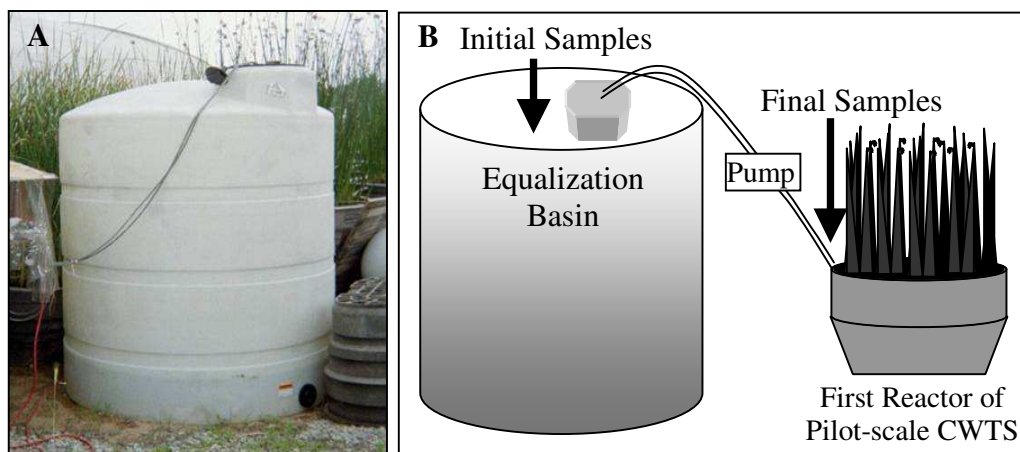 A
B
Initial Samples
Final Samples
Equalization
Basin
Pump
First Reactor of
Pilot-scale CWTS